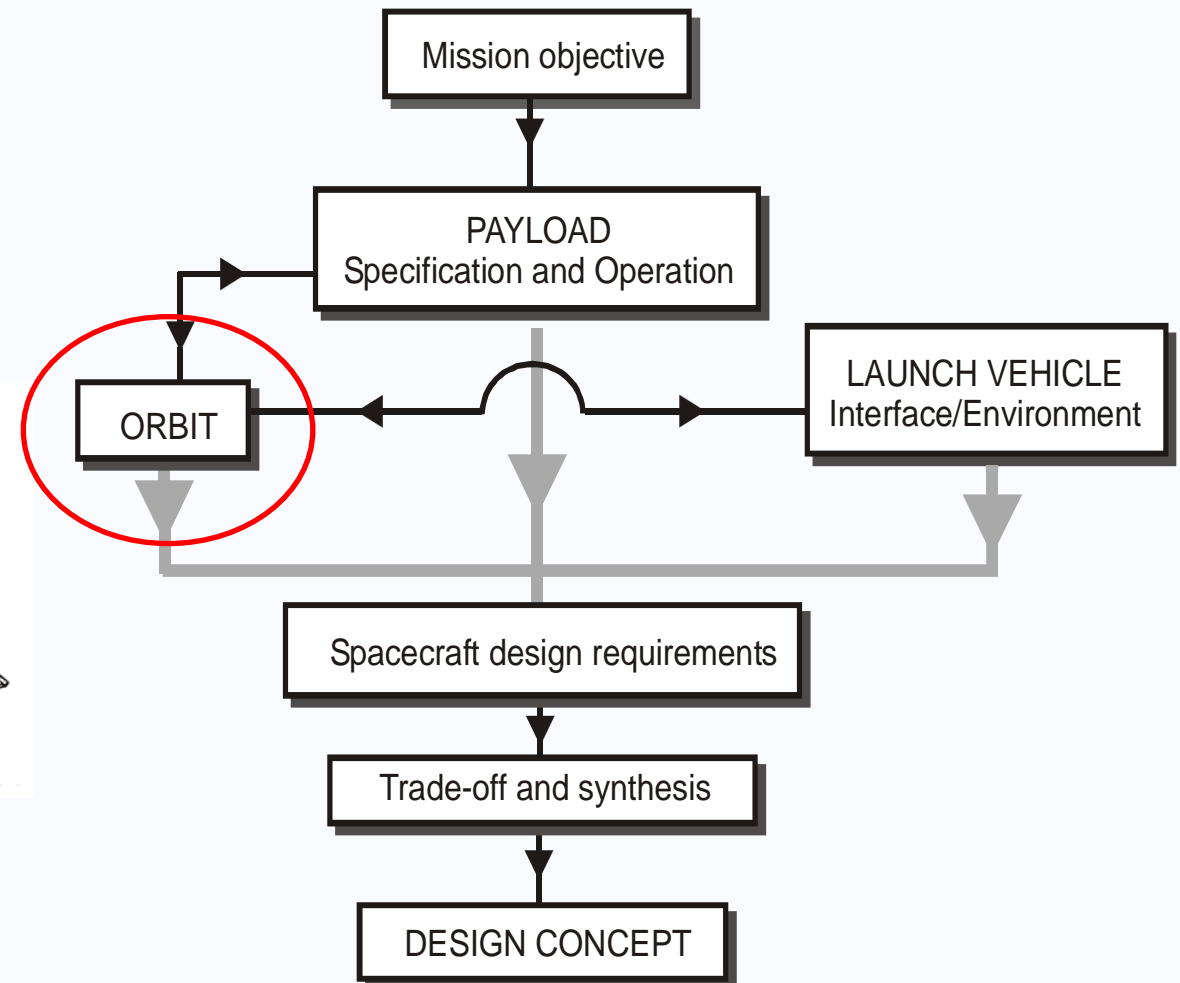 Mission objective
PAYLOAD
Specification and Operation
ORBIT
LAUNCH VEHICLE
Interface/Environment
Spacecraft design requirements
Trade-off and synthesis
DESIGN CONCEPT